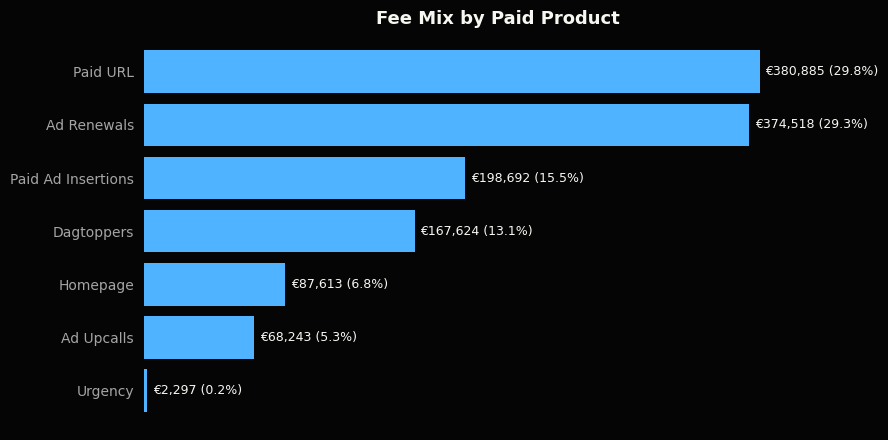 Fee Mix by Paid Product
Paid URL €380,885 (29.8%)
Ad Renewals €374,518 (29.3%)
Paid Ad Insertions €198,692 (15.5%)
Dagtoppers €167,624 (13.1%)
Homepage €87,613 (6.8%)
Ad Upcalls €68,243 (5.3%)
Urgency €2,297 (0.2%)